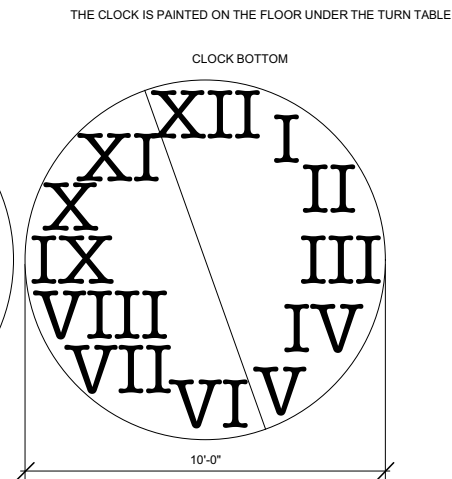 THE CLOCK IS PAINTED ON THE FLOOR UNDER THE TURN TABLE
CLOCK BOTTOM
XII
I
II
III
IV
V
VI
VII
VIII
IX
X
XI
10'-0"